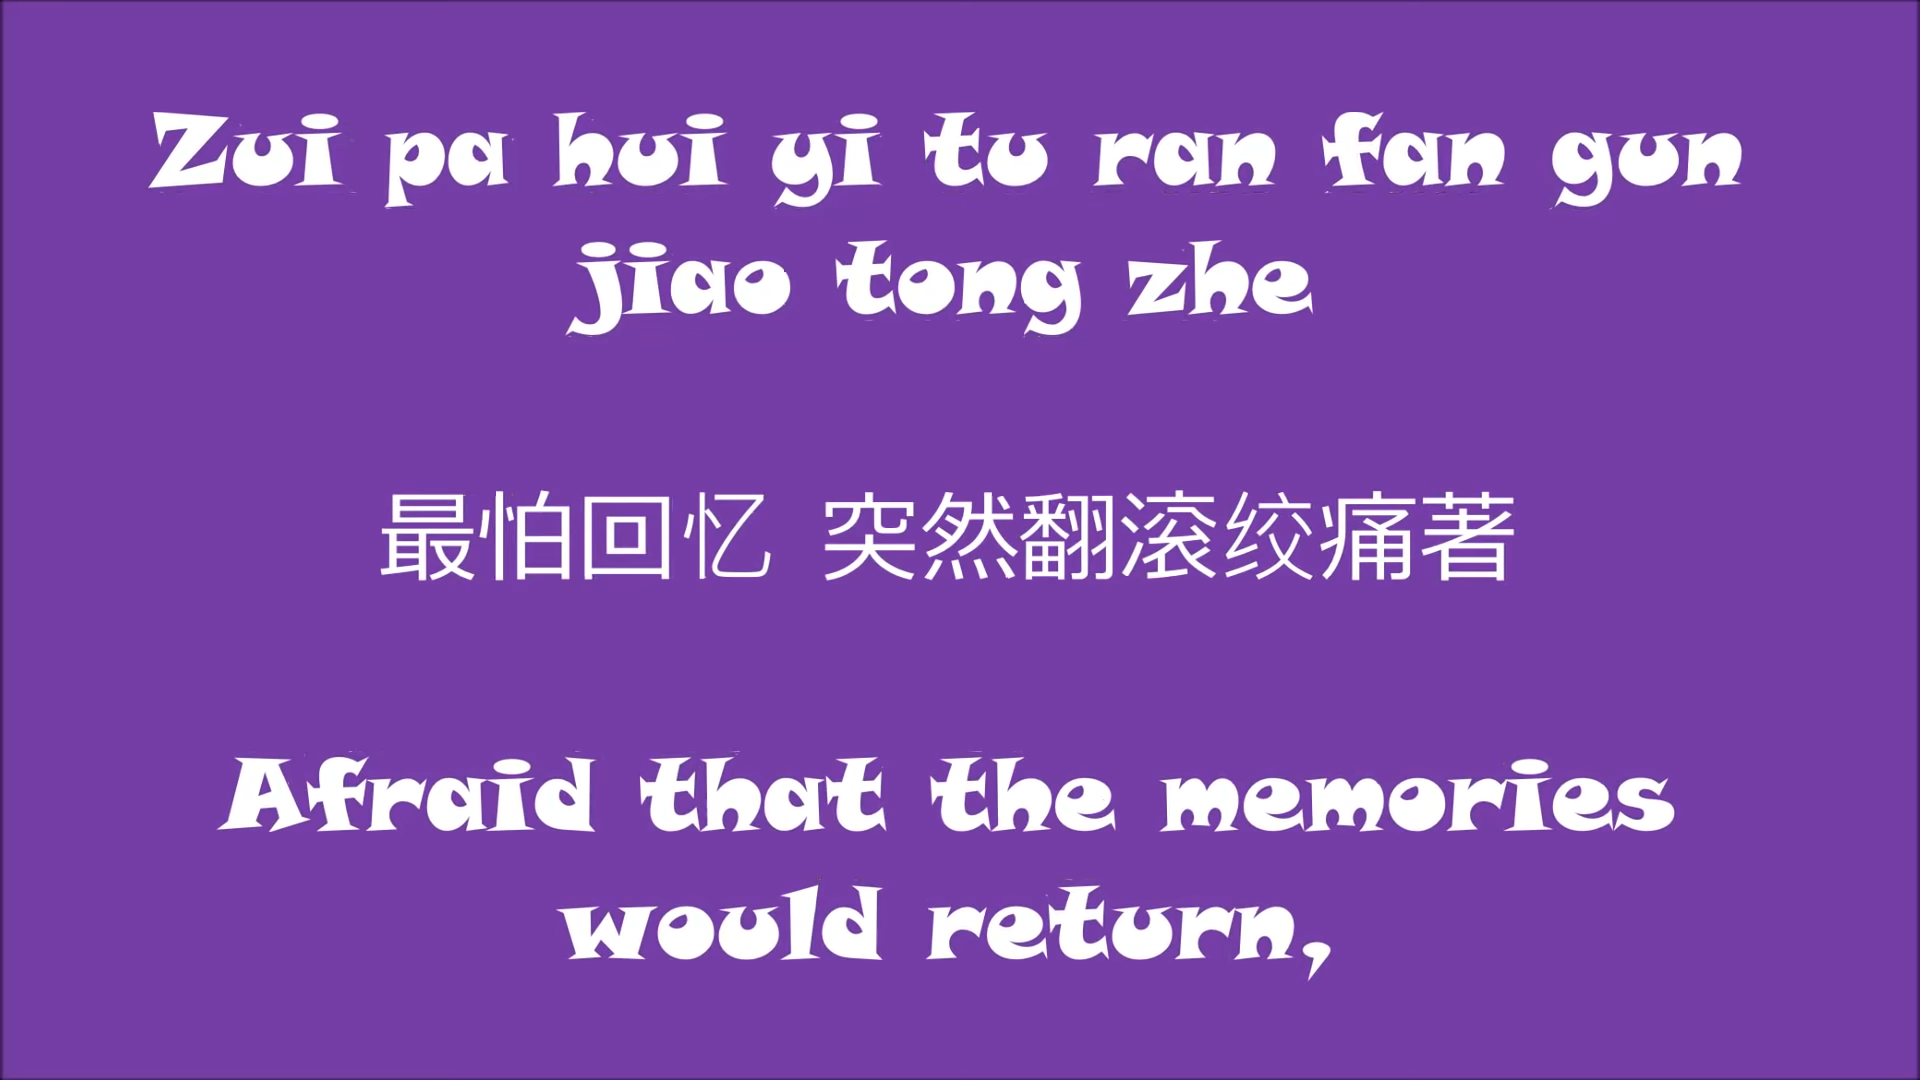 Zui pa hui yi tu ran fan gun
jiao tong zhe
最怕回忆 突然翻滚绞痛著
Afraid that the memories
would return,